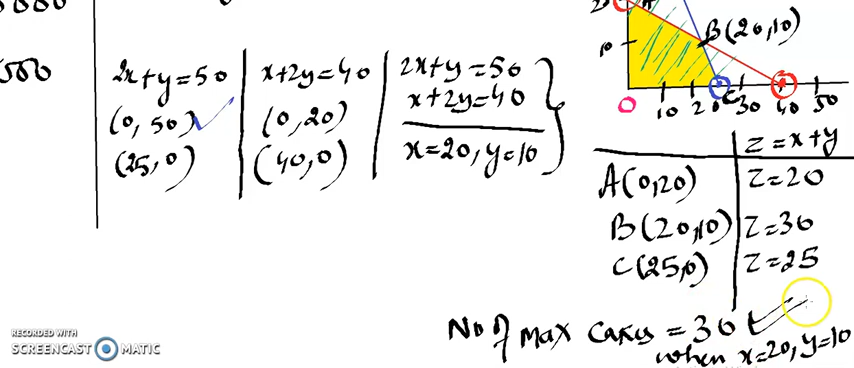 2x+y=50
(0, 50)
(25, 0)
x+2y=40
(0, 20)
(40, 0)
2x+y=50
x+2y=40
x=20, y=10
B(20,10)
10
O
10 20 C 30 40 50
Z=x+y
A(0,20) Z=20
B(20,10) Z=30
C(25,0) Z=25
No of max cakes = 30
when x=20, y=10
RECORDED WITH
SCREENCAST MATIC